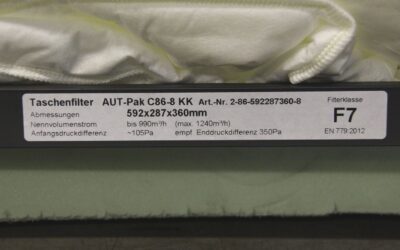 Taschenfilter AUT-Pak C86-8 KK Art.-Nr. 2-86-592287360-8
Abmessungen 592x287x360mm
Nennvolumenstrom bis 990m³/h (max. 1240m³/h)
Anfangsdruckdifferenz ~105Pa empf. Enddruckdifferenz 350Pa
Filterklasse
F7
EN 779:2012